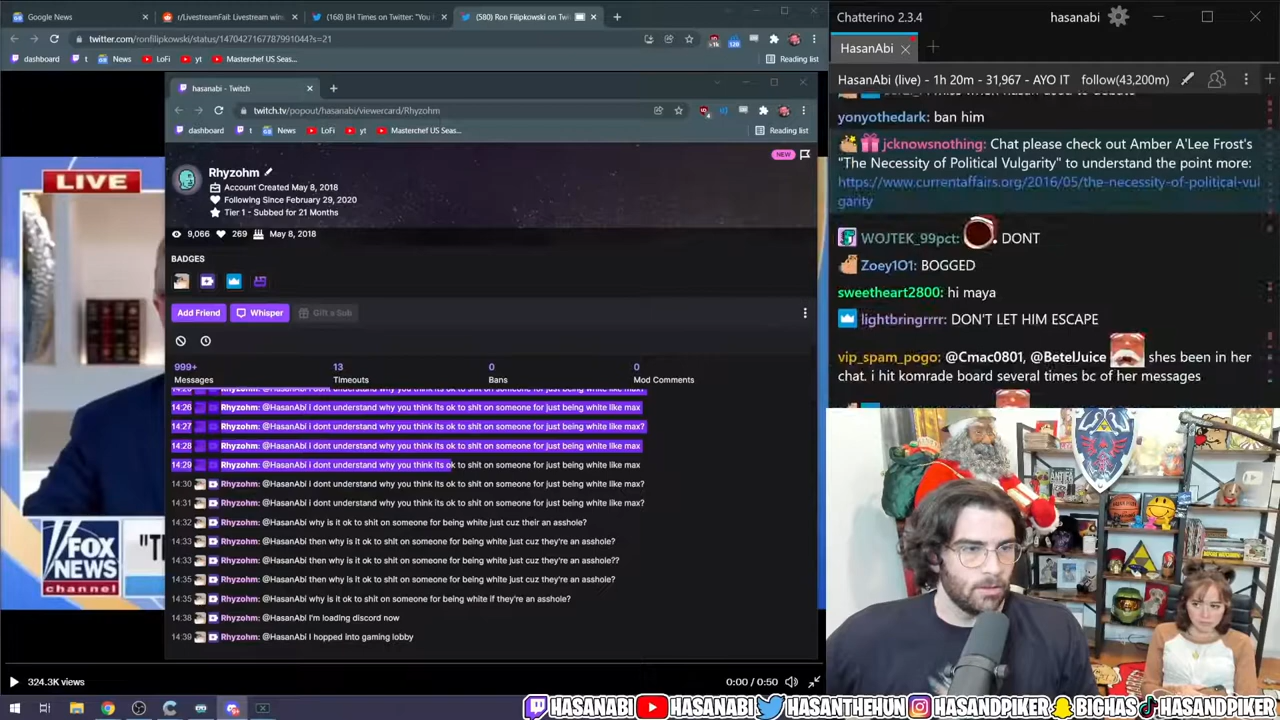 Google News
r/LivestreamFail: Livestream win
(168) BH Times on Twitter: "You
(580) Ron Filipkowski on Twi
twitter.com/ronfilipkowski/status/1470427167787991044?s=21
dashboard
t
News
LoFi
yt
Masterchef US Seas...
Reading list
hasanabi - Twitch
twitch.tv/popout/hasanabi/viewercard/Rhyzohm
dashboard
t
News
LoFi
yt
Masterchef US Seas...
Reading list
NEW
Rhyzohm
Account Created May 8, 2018
Following Since February 29, 2020
Tier 1 - Subbed for 21 Months
9,066 269 May 8, 2018
BADGES
Add Friend
Whisper
Gift a Sub
999+ 13 0 0
Messages Timeouts Bans Mod Comments
14:26 Rhyzohm: @HasanAbi i dont understand why you think its ok to shit on someone for just being white like max
14:27 Rhyzohm: @HasanAbi i dont understand why you think its ok to shit on someone for just being white like max?
14:28 Rhyzohm: @HasanAbi i dont understand why you think its ok to shit on someone for just being white like max
14:29 Rhyzohm: @HasanAbi i dont understand why you think its ok to shit on someone for just being white like max
14:30 Rhyzohm: @HasanAbi i dont understand why you think its ok to shit on someone for just being white like max?
14:31 Rhyzohm: @HasanAbi i dont understand why you think its ok to shit on someone for just being white like max?
14:32 Rhyzohm: @HasanAbi why is it ok to shit on someone for being white just cuz their an asshole?
14:33 Rhyzohm: @HasanAbi then why is it ok to shit on someone for being white just cuz they're an asshole?
14:33 Rhyzohm: @HasanAbi then why is it ok to shit on someone for being white just cuz they're an asshole??
14:35 Rhyzohm: @HasanAbi then why is it ok to shit on someone for being white just cuz they're an asshole?
14:35 Rhyzohm: @HasanAbi why is it ok to shit on someone for being white if they're an asshole?
14:38 Rhyzohm: @HasanAbi I'm loading discord now
14:39 Rhyzohm: @HasanAbi I hopped into gaming lobby
LIVE
FOX
NEWS
channel
"T
324.3K views
0:00 / 0:50
Chatterino 2.3.4
hasanabi
HasanAbi
HasanAbi (live) - 1h 20m - 31,967 - AYO IT
follow(43,200m)
yonyothedark: ban him
jcknowsnothing: Chat please check out Amber A'Lee Frost's
"The Necessity of Political Vulgarity" to understand the point more:
https://www.currentaffairs.org/2016/05/the-necessity-of-political-vul
garity
WOJTEK_99pct: DONT
Zoey1O1: BOGGED
sweetheart2800: hi maya
lightbringrrrr: DON'T LET HIM ESCAPE
vip_spam_pogo: @Cmac0801, @BetelJuice shes been in her
chat. i hit komrade board several times bc of her messages
HASANABI
HASANABI
HASANTHEHUN
HASANDPIKER
BIGHAS
HASANDPIKER